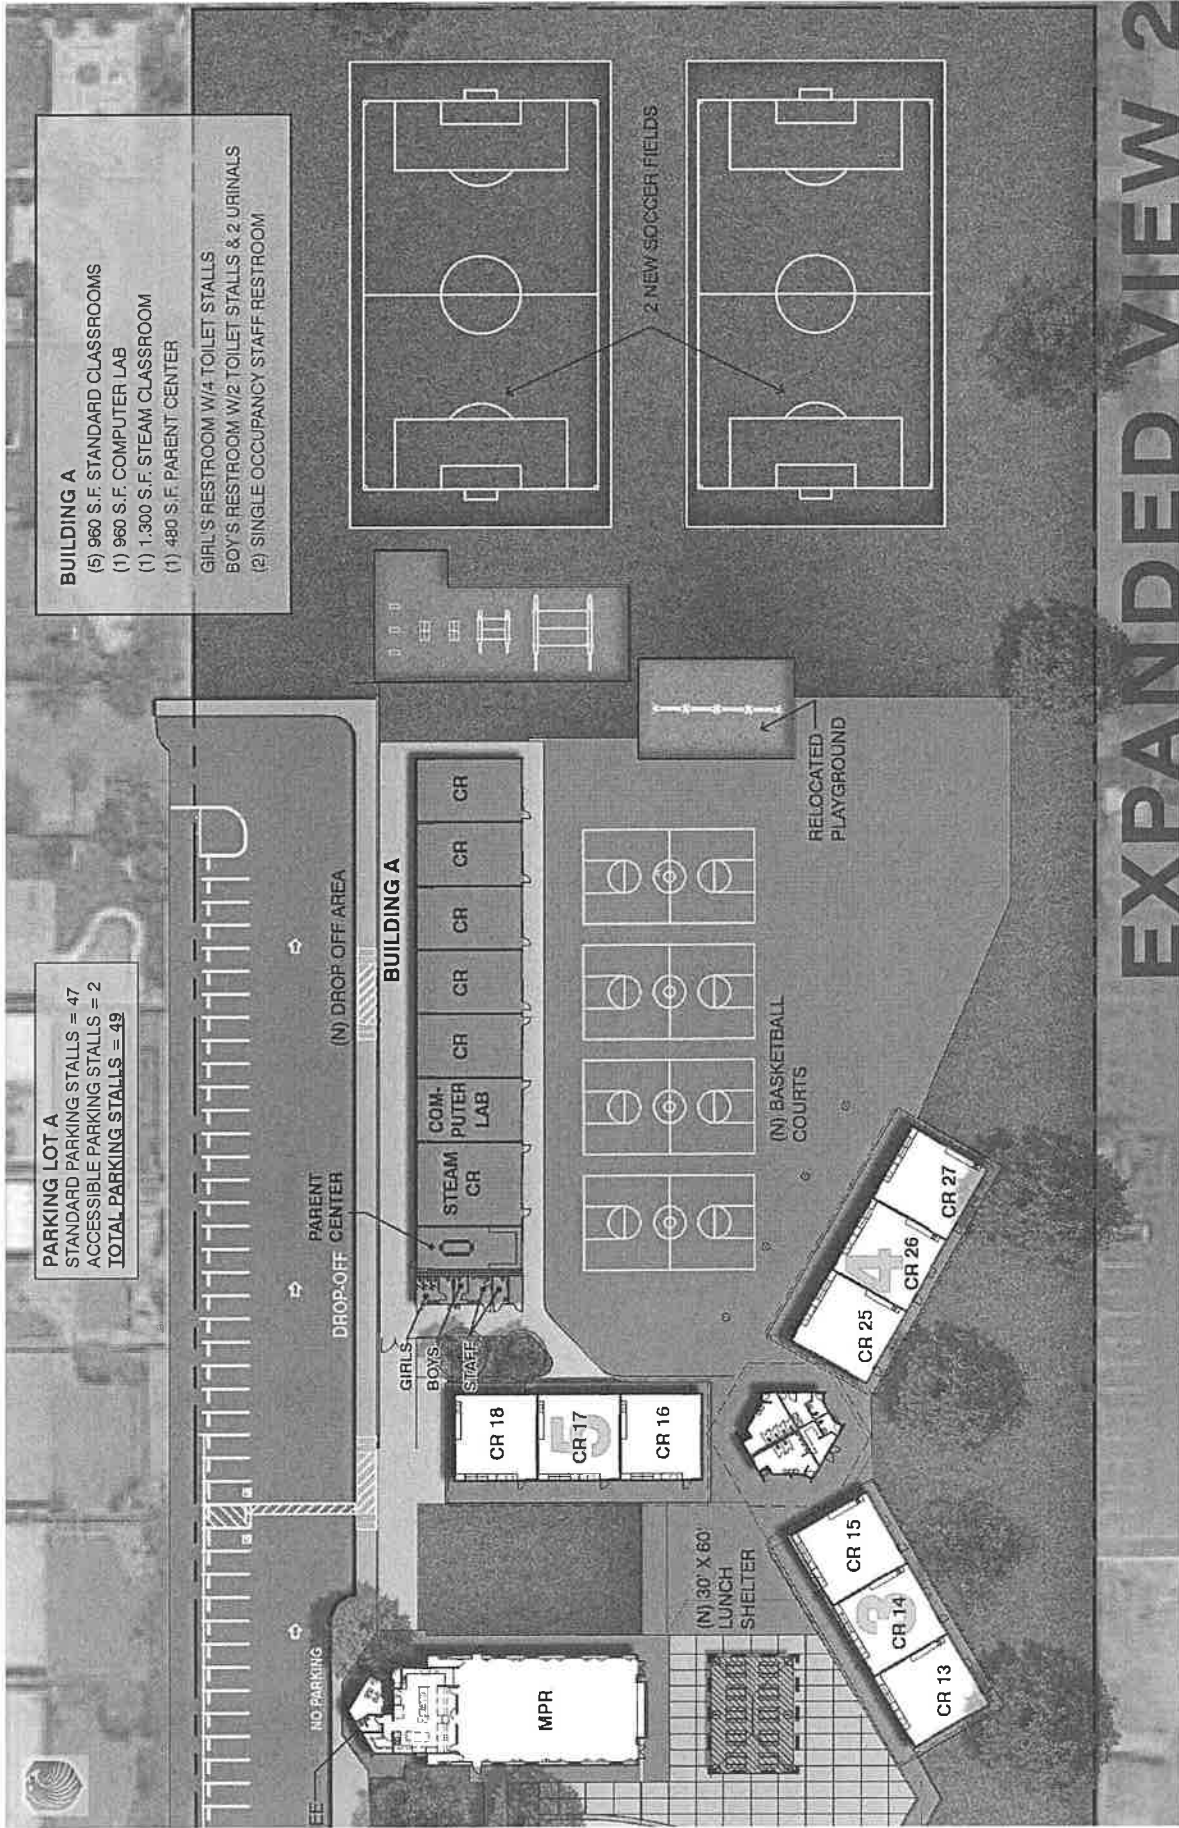 PARKING LOT A
STANDARD PARKING STALLS = 47
ACCESSIBLE PARKING STALLS = 2
TOTAL PARKING STALLS = 49
BUILDING A
(5) 960 S.F. STANDARD CLASSROOMS
(1) 960 S.F. COMPUTER LAB
(1) 1,300 S.F. STEAM CLASSROOM
(1) 480 S.F. PARENT CENTER
GIRL'S RESTROOM W/4 TOILET STALLS
BOY'S RESTROOM W/2 TOILET STALLS & 2 URINALS
(2) SINGLE OCCUPANCY STAFF RESTROOM
NO PARKING
DROP-OFF
(N) DROP OFF AREA
EE
PARENT
CENTER
BUILDING A
GIRLS
BOYS
STAFF
STEAM
CR
COM-
PUTER
LAB
CR
CR
CR
CR
CR
MPR
CR 18
CR 17
5
CR 16
2 NEW SOCCER FIELDS
(N) 30' X 60'
LUNCH
SHELTER
(N) BASKETBALL
COURTS
RELOCATED
PLAYGROUND
CR 15
CR 14
3
CR 13
CR 25
CR 26
4
CR 27
EXPANDED VIEW 2